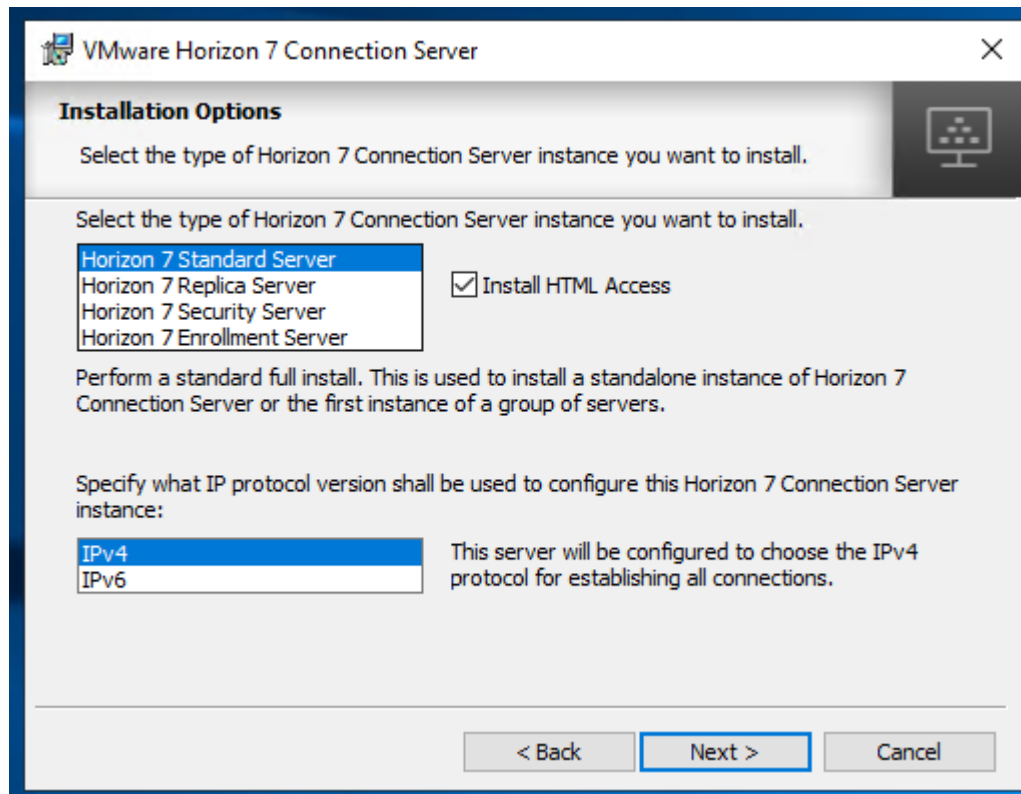 VMware Horizon 7 Connection Server
Installation Options
Select the type of Horizon 7 Connection Server instance you want to install.
Select the type of Horizon 7 Connection Server instance you want to install.
Horizon 7 Standard Server
Horizon 7 Replica Server
Horizon 7 Security Server
Horizon 7 Enrollment Server
Install HTML Access
Perform a standard full install. This is used to install a standalone instance of Horizon 7
Connection Server or the first instance of a group of servers.
Specify what IP protocol version shall be used to configure this Horizon 7 Connection Server
instance:
IPv4
IPv6
This server will be configured to choose the IPv4
protocol for establishing all connections.
< Back
Next >
Cancel